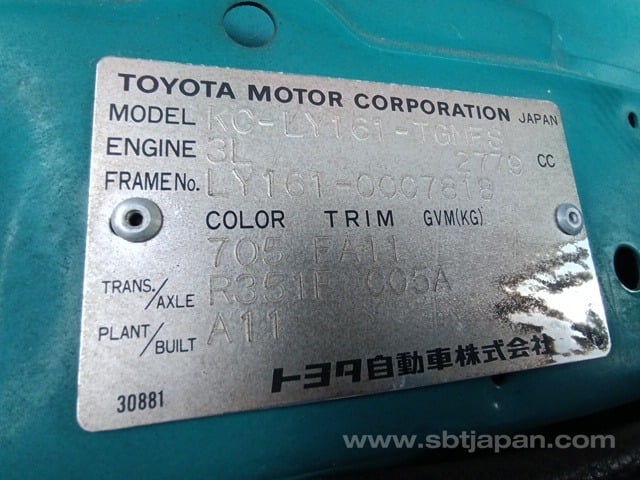 TOYOTA MOTOR CORPORATION JAPAN
MODEL KC-LY161-TGMES
ENGINE 3L 2779 CC
FRAME No. LY161-0007818
COLOR TRIM GVM(KG)
705 FA11
TRANS./AXLE R351F 005A
PLANT/BUILT A11
トヨタ自動車株式会社
30881
www.sbtjapan.com